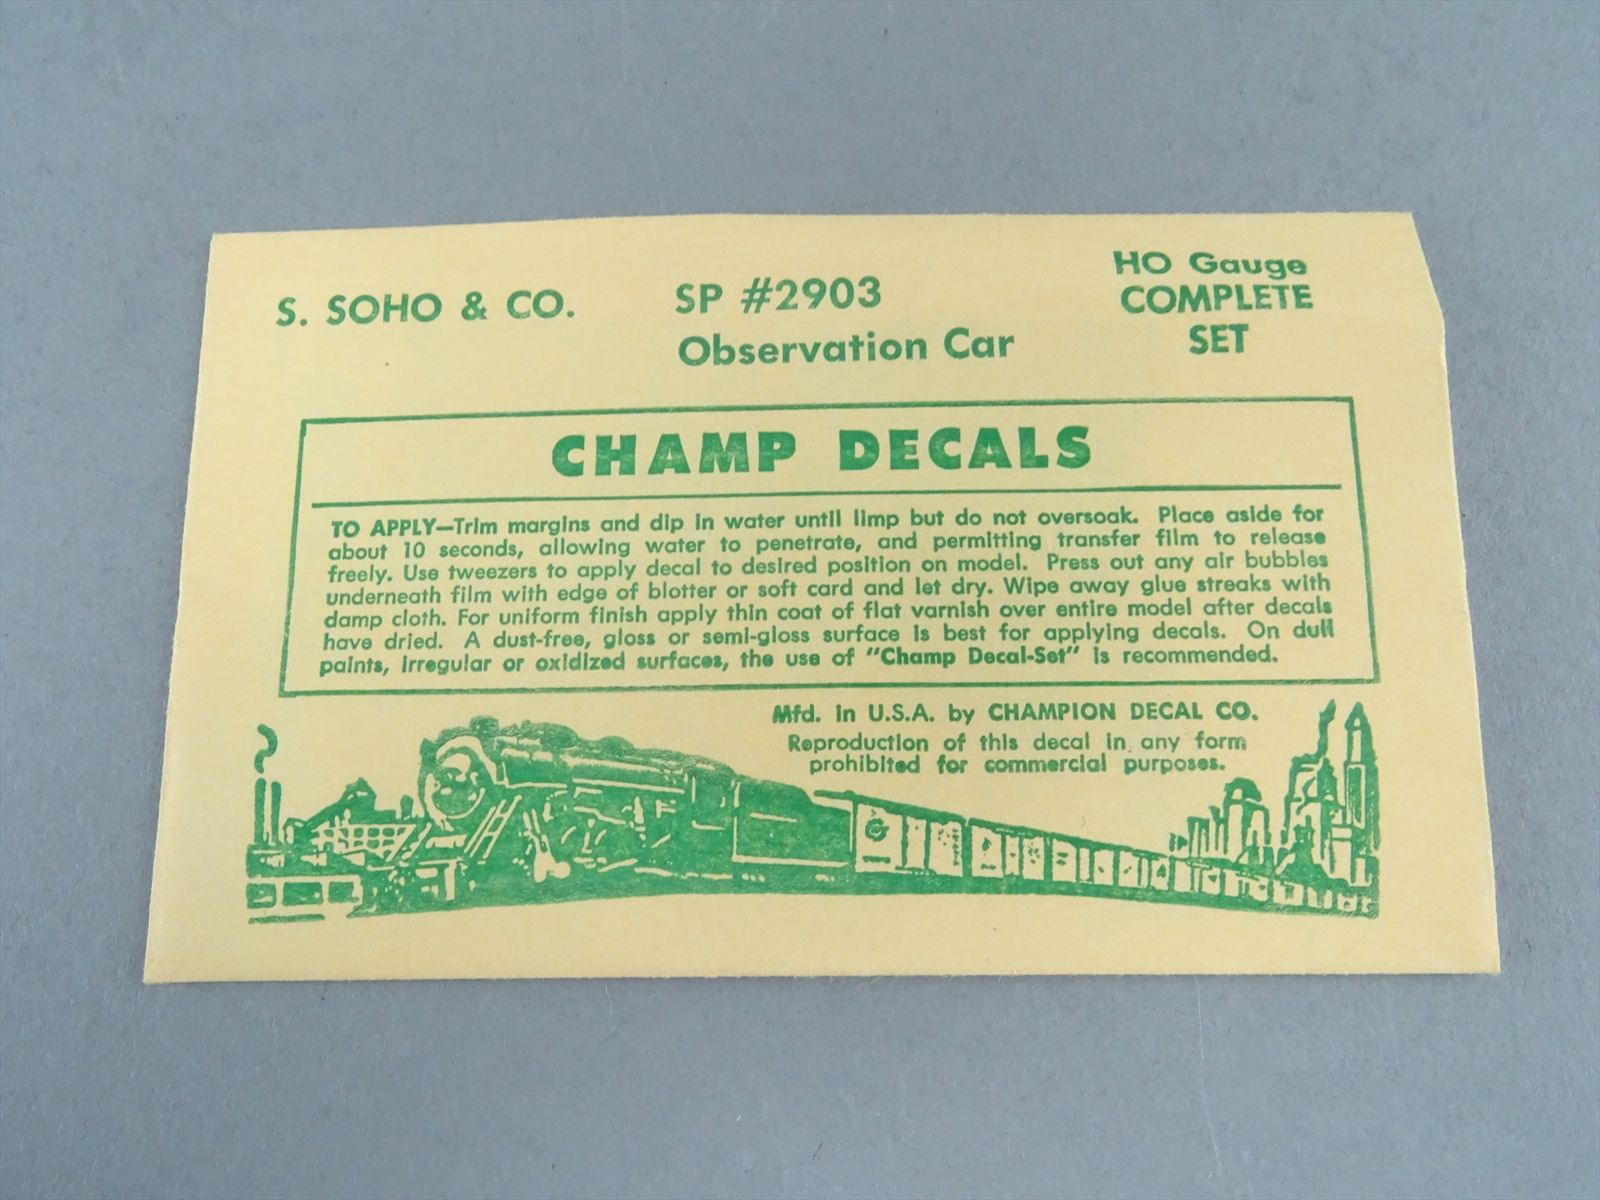 S. SOHO & CO.
SP #2903
Observation Car
HO Gauge
COMPLETE
SET
CHAMP DECALS
TO APPLY—Trim margins and dip in water until limp but do not oversoak. Place aside for
about 10 seconds, allowing water to penetrate, and permitting transfer film to release
freely. Use tweezers to apply decal to desired position on model. Press out any air bubbles
underneath film with edge of blotter or soft card and let dry. Wipe away glue streaks with
damp cloth. For uniform finish apply thin coat of flat varnish over entire model after decals
have dried. A dust-free, gloss or semi-gloss surface is best for applying decals. On dull
paints, irregular or oxidized surfaces, the use of "Champ Decal-Set" is recommended.
Mfd. in U.S.A. by CHAMPION DECAL CO.
Reproduction of this decal in any form
prohibited for commercial purposes.